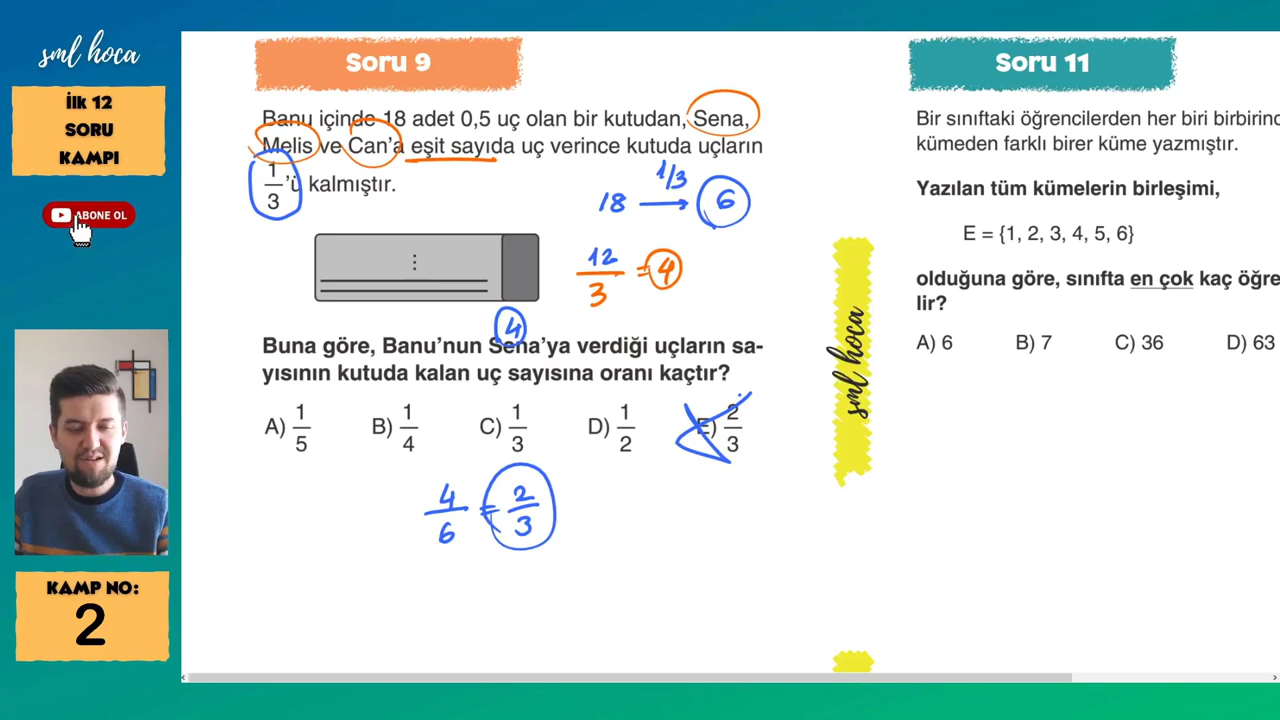 sml hoca
İlk 12
SORU
KAMPI
ABONE OL
KAMP NO:
2
Soru 9
Banu içinde 18 adet 0,5 uç olan bir kutudan, Sena,
Melis ve Can'a eşit sayıda uç verince kutuda uçların
1/3 'ü kalmıştır.
18 → 1/3 6
12/3 = 4
4
Buna göre, Banu'nun Sena'ya verdiği uçların sa-
yısının kutuda kalan uç sayısına oranı kaçtır?
A) 1/5 B) 1/4 C) 1/3 D) 1/2 E) 2/3
4/6 = 2/3
sml hoca
Soru 11
Bir sınıftaki öğrencilerden her biri birbirind
kümeden farklı birer küme yazmıştır.
Yazılan tüm kümelerin birleşimi,
E = {1, 2, 3, 4, 5, 6}
olduğuna göre, sınıfta en çok kaç öğre
lir?
A) 6 B) 7 C) 36 D) 63